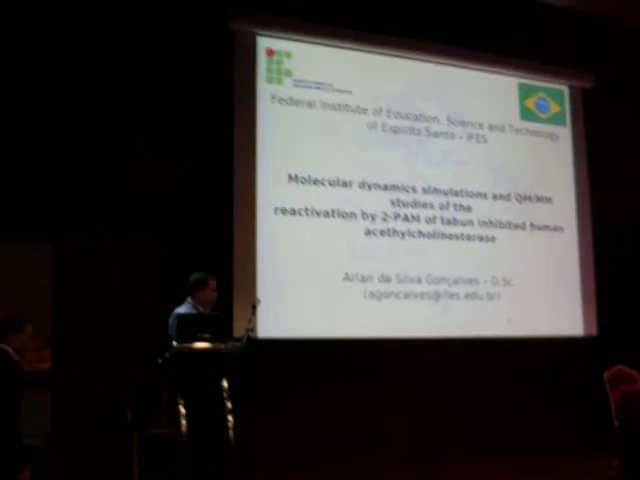 Federal Institute of Education, Science and Technology
of Espírito Santo - IFES
Molecular dynamics simulations and QM/MM
studies of the
reactivation by 2-PAM of tabun inhibited human
acethylcholinesterase
Arlan da Silva Gonçalves - D.Sc.
(agoncalves@ifes.edu.br)